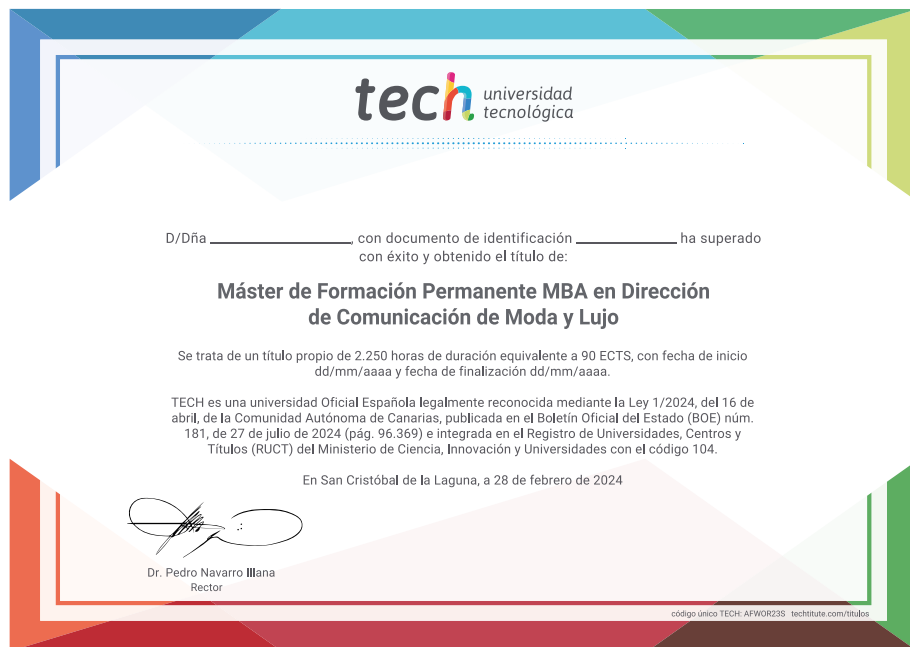 tech universidad
tecnológica
D/Dña ________________, con documento de identificación ____________ ha superado
con éxito y obtenido el título de:
Máster de Formación Permanente MBA en Dirección
de Comunicación de Moda y Lujo
Se trata de un título propio de 2.250 horas de duración equivalente a 90 ECTS, con fecha de inicio
dd/mm/aaaa y fecha de finalización dd/mm/aaaa.
TECH es una universidad Oficial Española legalmente reconocida mediante la Ley 1/2024, del 16 de
abril, de la Comunidad Autónoma de Canarias, publicada en el Boletín Oficial del Estado (BOE) núm.
181, de 27 de julio de 2024 (pág. 96.369) e integrada en el Registro de Universidades, Centros y
Títulos (RUCT) del Ministerio de Ciencia, Innovación y Universidades con el código 104.
En San Cristóbal de la Laguna, a 28 de febrero de 2024
Dr. Pedro Navarro Illana
Rector
código único TECH: AFWOR23S techtitute.com/titulos